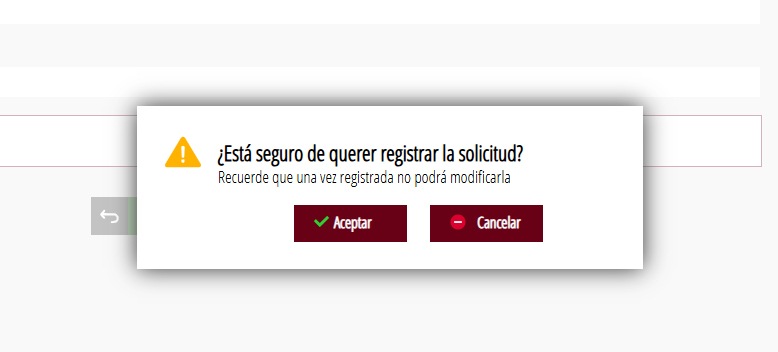 ¿Está seguro de querer registrar la solicitud?
Recuerde que una vez registrada no podrá modificarla
Aceptar
Cancelar